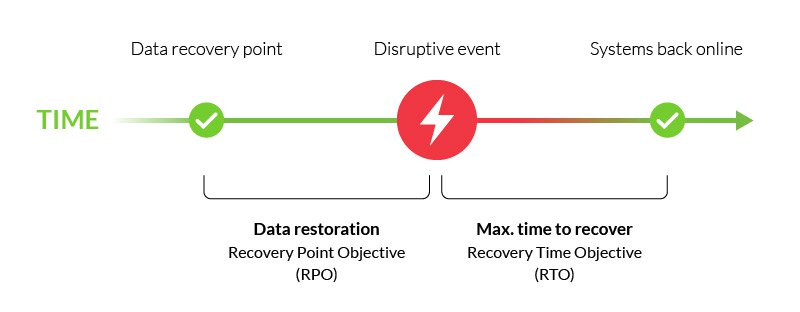 Data recovery point
Disruptive event
Systems back online
TIME
Data restoration
Recovery Point Objective
(RPO)
Max. time to recover
Recovery Time Objective
(RTO)